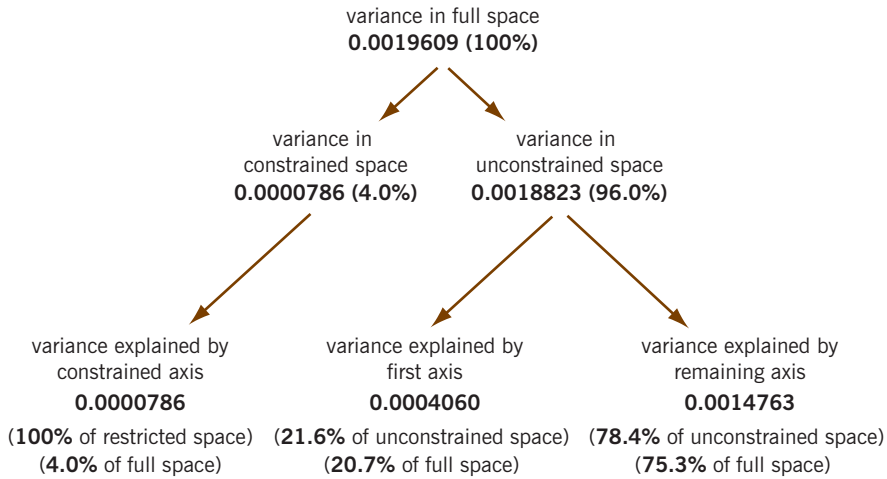 variance in full space
0.0019609 (100%)
variance in
constrained space
0.0000786 (4.0%)
variance in
unconstrained space
0.0018823 (96.0%)
variance explained by
constrained axis
0.0000786
(100% of restricted space)
(4.0% of full space)
variance explained by
first axis
0.0004060
(21.6% of unconstrained space)
(20.7% of full space)
variance explained by
remaining axis
0.0014763
(78.4% of unconstrained space)
(75.3% of full space)